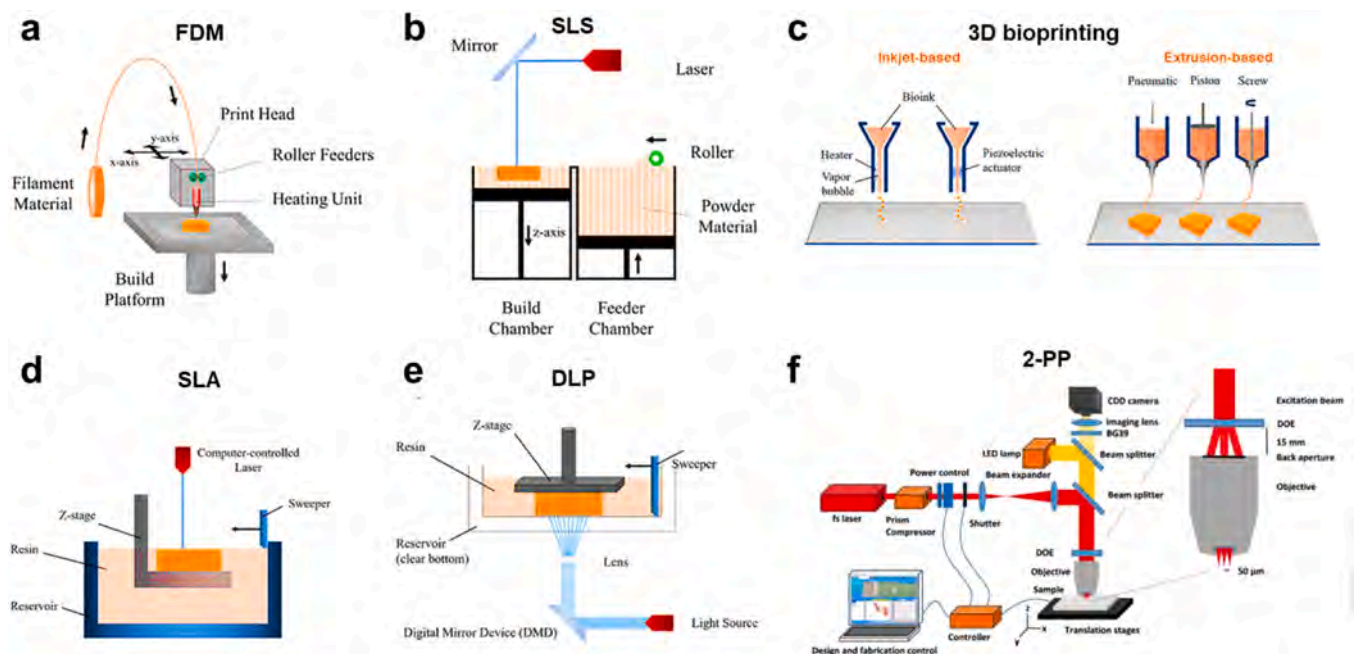 a
FDM
Print Head
y-axis
x-axis
Roller Feeders
Filament
Material
Heating Unit
Build
Platform
b
SLS
Mirror
Laser
Roller
Powder
Material
z-axis
Build
Chamber
Feeder
Chamber
c
3D bioprinting
Inkjet-based
Bioink
Heater
Vapor
bubble
Piezoelectric
actuator
Extrusion-based
Pneumatic
Piston
Screw
d
SLA
Computer-controlled
Laser
Z-stage
Sweeper
Resin
Reservoir
e
DLP
Z-stage
Resin
Sweeper
Reservoir
(clear bottom)
Lens
Digital Mirror Device (DMD)
Light Source
f
2-PP
CDD camera
Imaging lens
BG39
LED lamp
Beam splitter
Beam expander
Power control
Beam splitter
fs laser
Prism
Compressor
Shutter
DOE
Objective
Sample
Controller
Translation stages
z
x
y
Design and fabrication control
Excitation beam
DOE
15 mm
Back aperture
Objective
50 μm